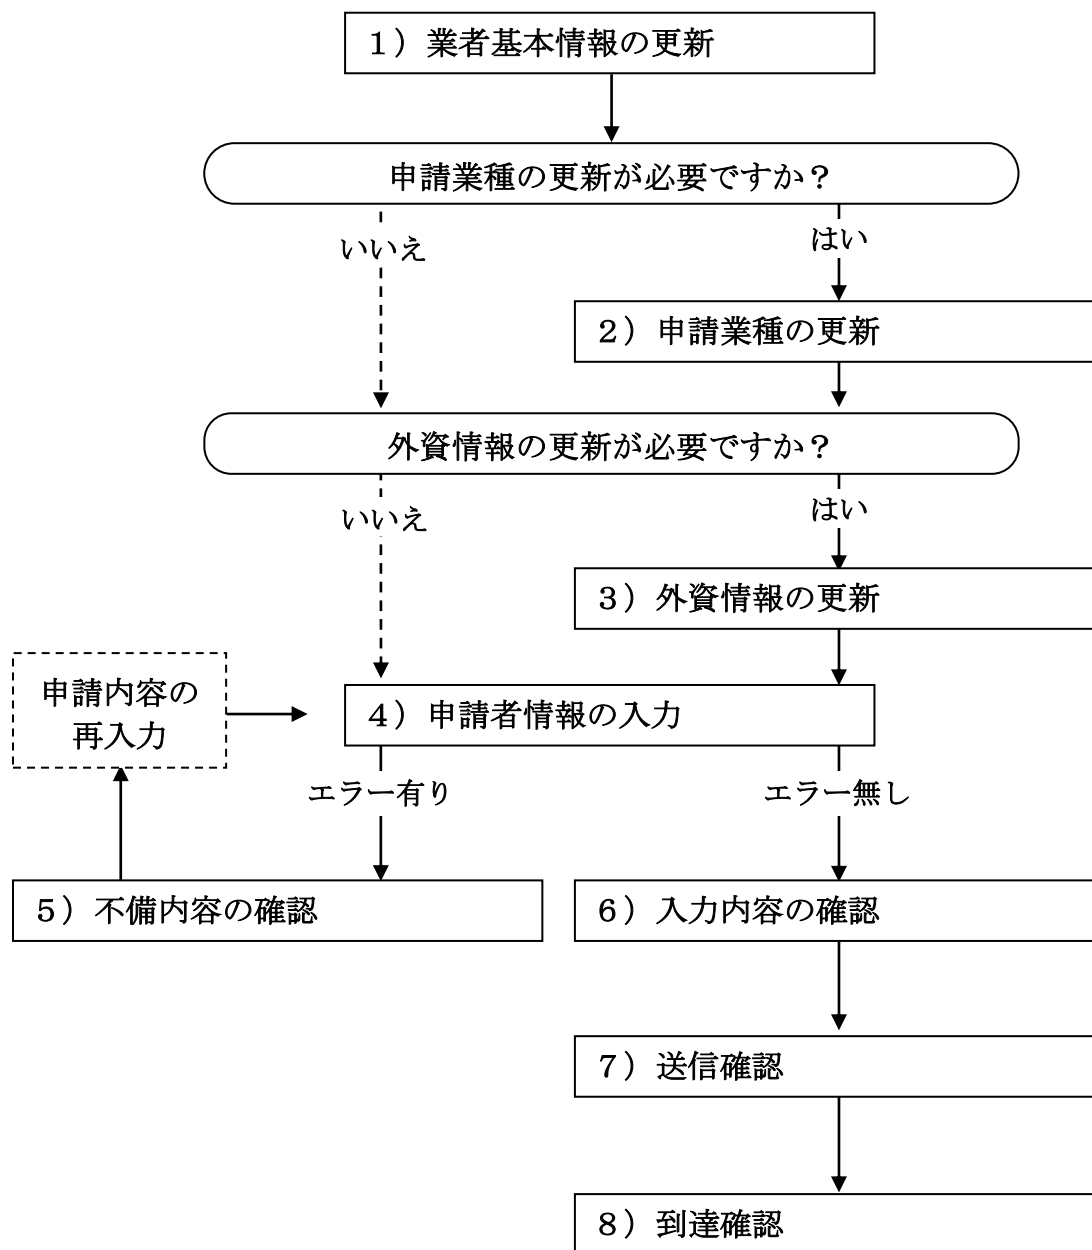 １）業者基本情報の更新
申請業種の更新が必要ですか？
いいえ
はい
２）申請業種の更新
外資情報の更新が必要ですか？
いいえ
はい
３）外資情報の更新
申請内容の
再入力
４）申請者情報の入力
エラー有り
エラー無し
５）不備内容の確認
６）入力内容の確認
７）送信確認
８）到達確認